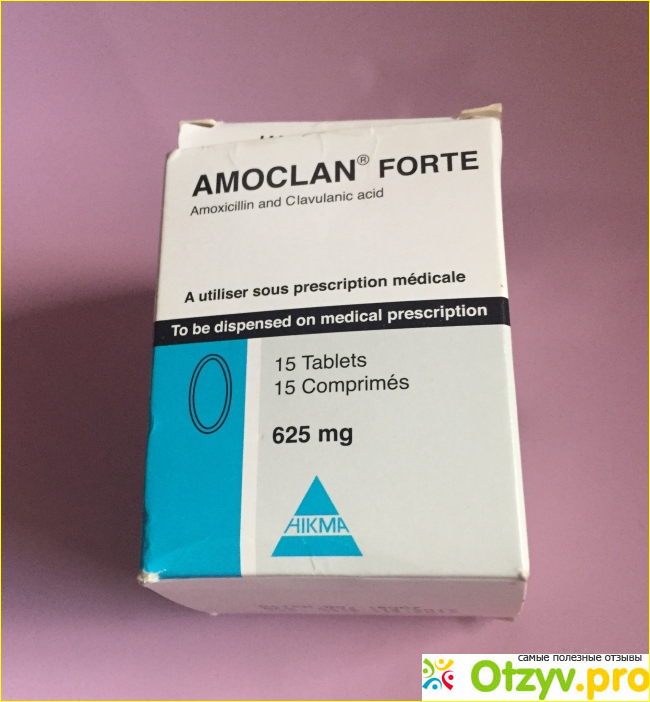 AMOCLAN® FORTE
Amoxicillin and Clavulanic acid
A utiliser sous prescription médicale
To be dispensed on medical prescription
15 Tablets
15 Comprimés
625 mg
HIKMA
самые полезные отзывы
Otzyv.pro